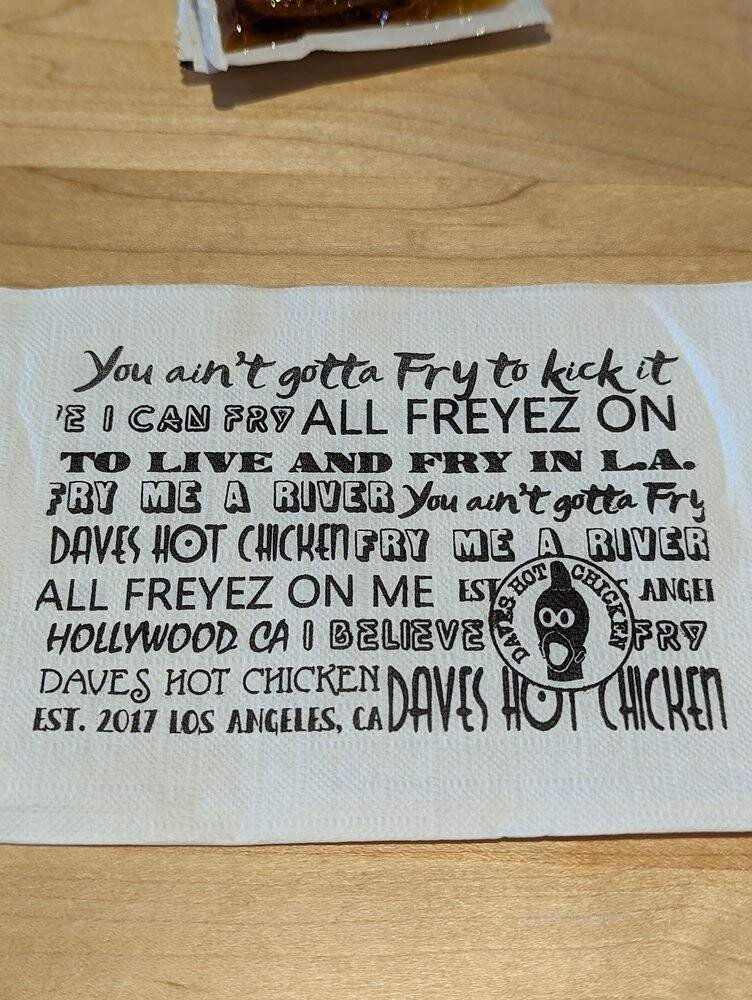 You ain't gotta Fry to kick it
'E I CAN FRY ALL FREYEZ ON
TO LIVE AND FRY IN L.A.
FRY ME A RIVER You ain't gotta Fry
DAVES HOT CHICKEN FRY ME A RIVER
ALL FREYEZ ON ME EST S ANGEL
HOLLYWOOD CA I BELIEVE FRY
DAVES HOT CHICKEN
DAVES HOT CHICKEN
EST. 2017 LOS ANGELES, CA DAVES HOT CHICKEN